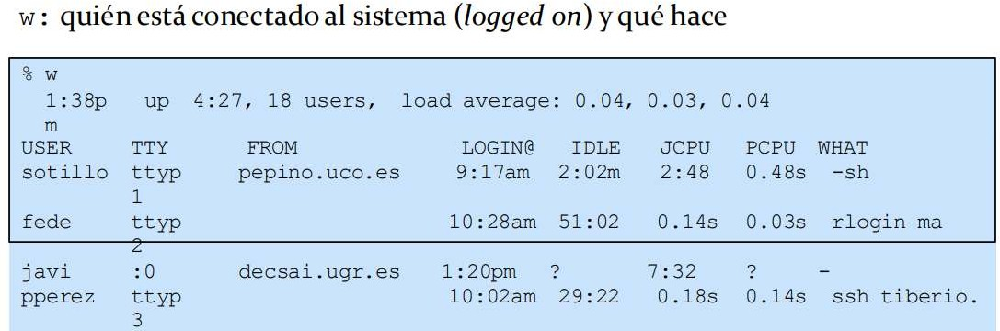 w: quién está conectado al sistema (logged on) y qué hace
% w
1:38p up 4:27, 18 users, load average: 0.04, 0.03, 0.04
m
USER TTY FROM LOGIN@ IDLE JCPU PCPU WHAT
sotillo ttyp pepino.uco.es 9:17am 2:02m 2:48 0.48s -sh
1
fede ttyp 10:28am 51:02 0.14s 0.03s rlogin ma
2
javi :0 decsai.ugr.es 1:20pm ? 7:32 ? -
pperez ttyp 10:02am 29:22 0.18s 0.14s ssh tiberio.
3